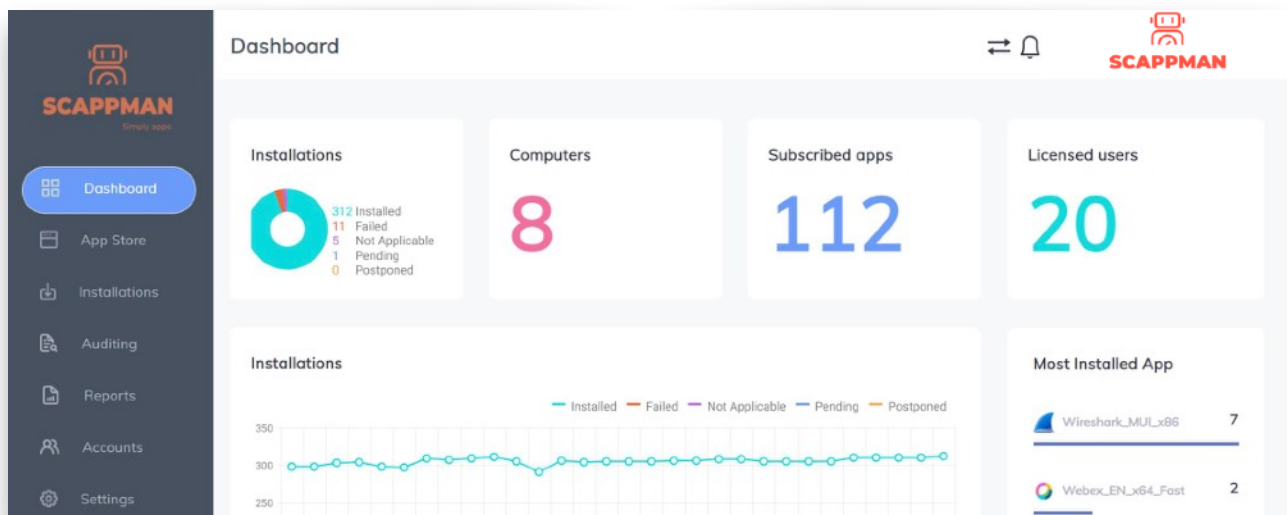 SCAPPMAN
Simply apps
Dashboard
App Store
Installations
Auditing
Reports
Accounts
Settings
Dashboard
SCAPPMAN
Installations
312 Installed
11 Failed
5 Not Applicable
1 Pending
0 Postponed
Computers
8
Subscribed apps
112
Licensed users
20
Installations
Installed Failed Not Applicable Pending Postponed
350
300
250
Most Installed App
Wireshark_MUI_x86 7
Webex_EN_x64_Fast 2